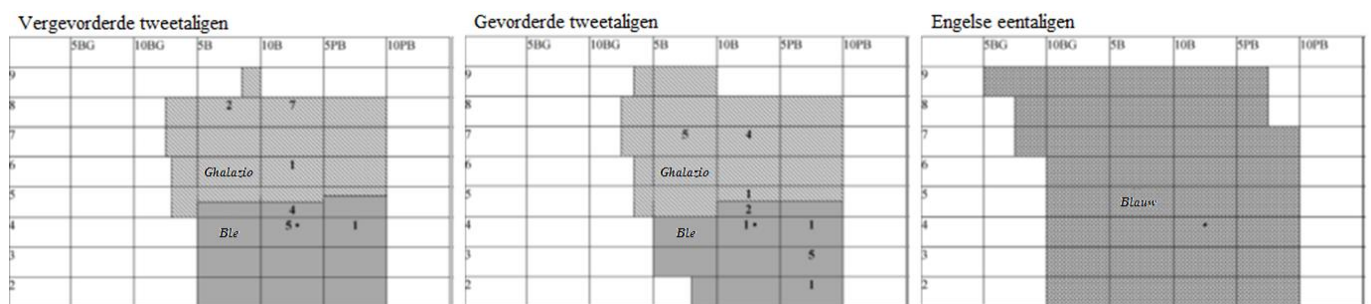 Vergevorderde tweetaligen
5BG 10BG 5B 10B 5PB 10PB
9
8 2 7
7
6 Ghalazio 1
5
4
4 Ble 5 • 1
3
2
Gevorderde tweetaligen
5BG 10BG 5B 10B 5PB 10PB
9
8
7 5 4
6 Ghalazio
5 1
2
4 Ble 1 • 1
3 5
2 1
Engelse eentaligen
5BG 10BG 5B 10B 5PB 10PB
9
8
7
6
5 Blauw
4
3
2